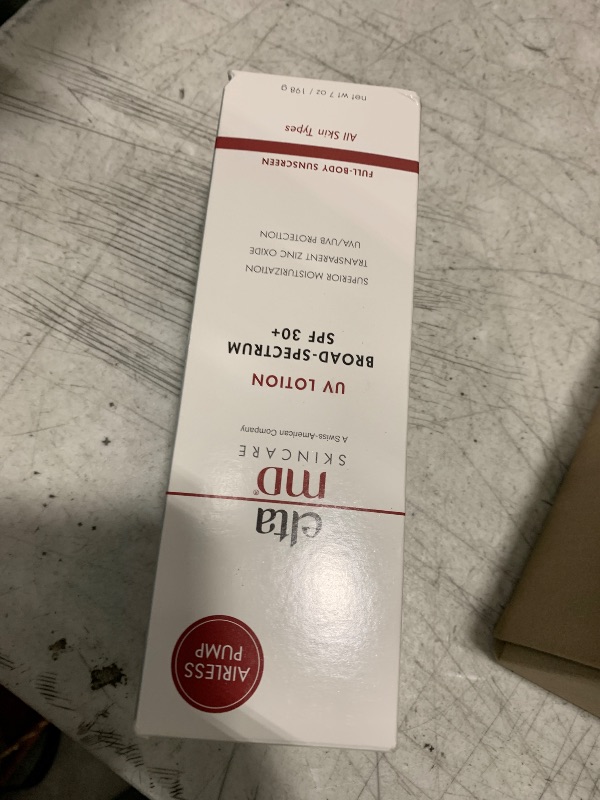 AIRLESS
PUMP
elta
MD®
SKINCARE
A Swiss-American Company
UV LOTION
BROAD-SPECTRUM
SPF 30+
SUPERIOR MOISTURIZATION
TRANSPARENT ZINC OXIDE
UVA/UVB PROTECTION
FULL-BODY SUNSCREEN
All Skin Types
net wt 7 oz / 198 g